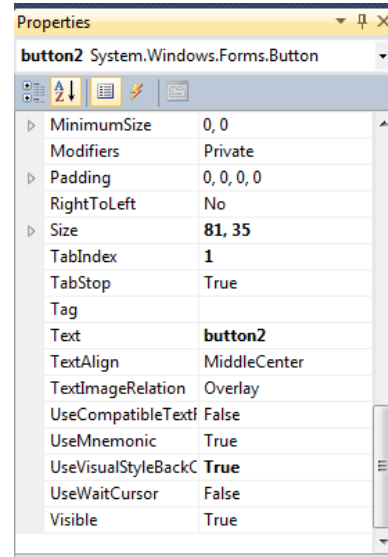 Properties
button2 System.Windows.Forms.Button
MinimumSize 0, 0
Modifiers Private
Padding 0, 0, 0, 0
RightToLeft No
Size 81, 35
TabIndex 1
TabStop True
Tag
Text button2
TextAlign MiddleCenter
TextImageRelation Overlay
UseCompatibleTextF False
UseMnemonic True
UseVisualStyleBackC True
UseWaitCursor False
Visible True